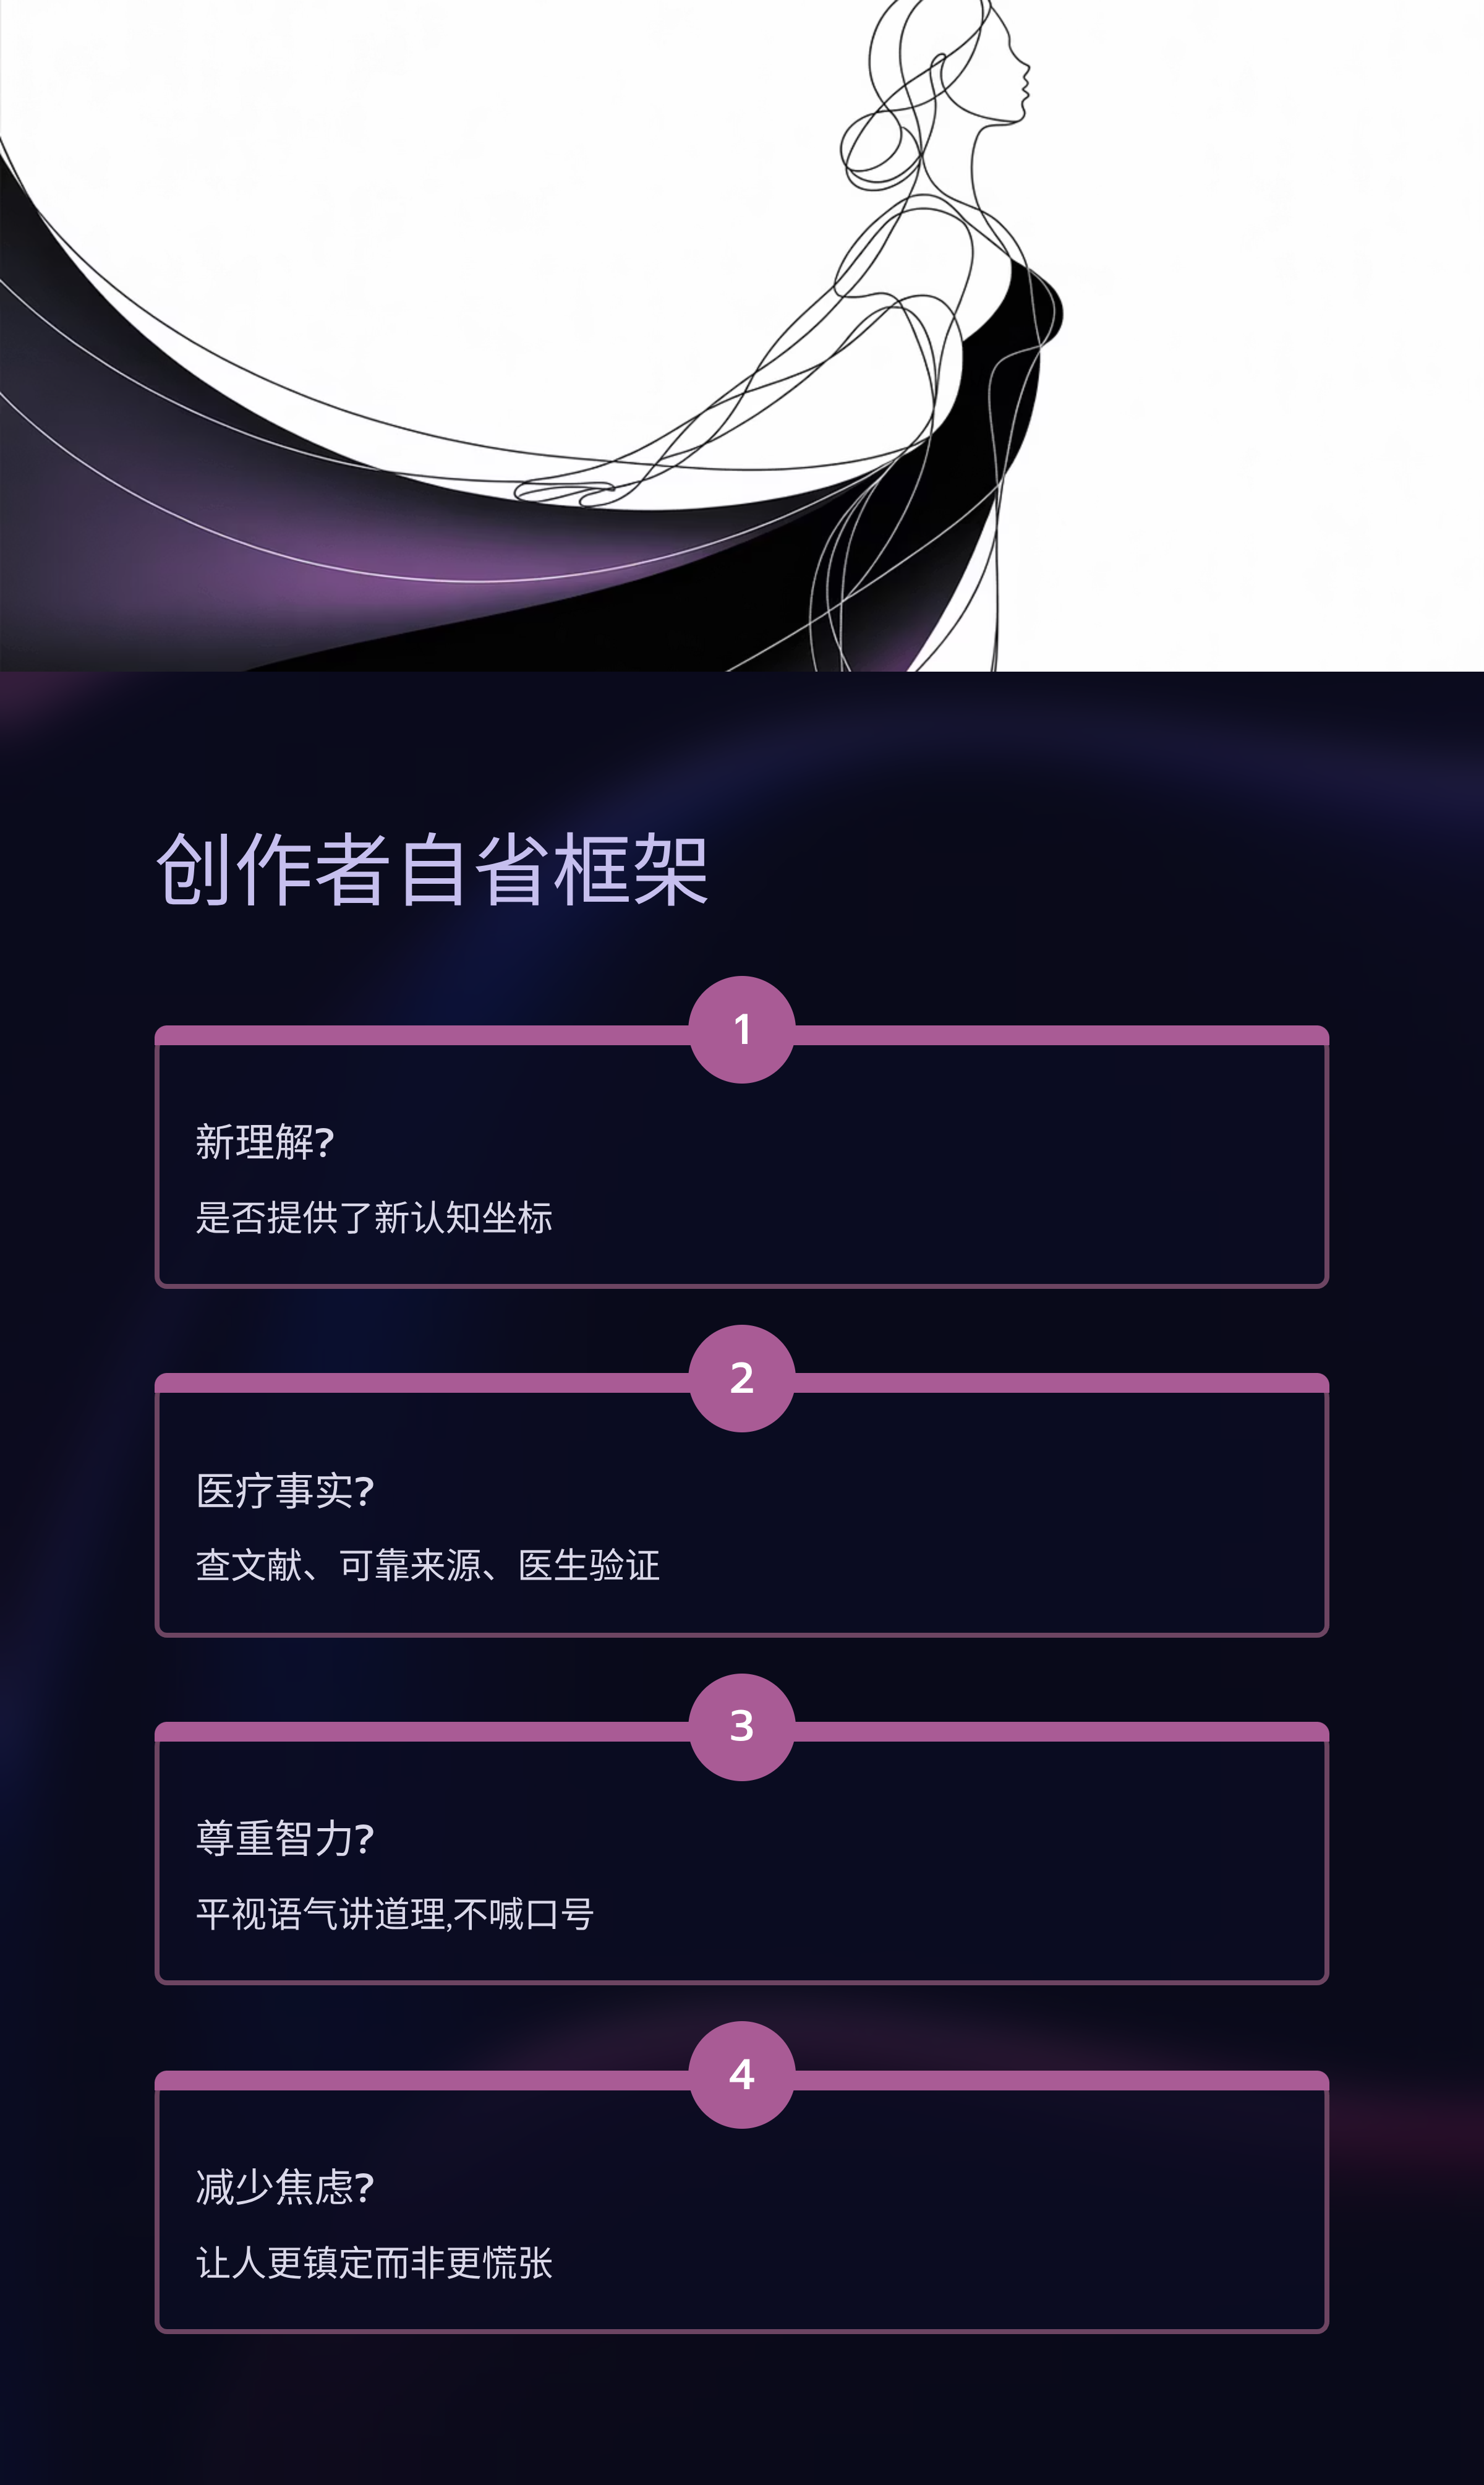 创作者自省框架
1
新理解?
是否提供了新认知坐标
2
医疗事实?
查文献、可靠来源、医生验证
3
尊重智力?
平视语气讲道理,不喊口号
4
减少焦虑?
让人更镇定而非更慌张